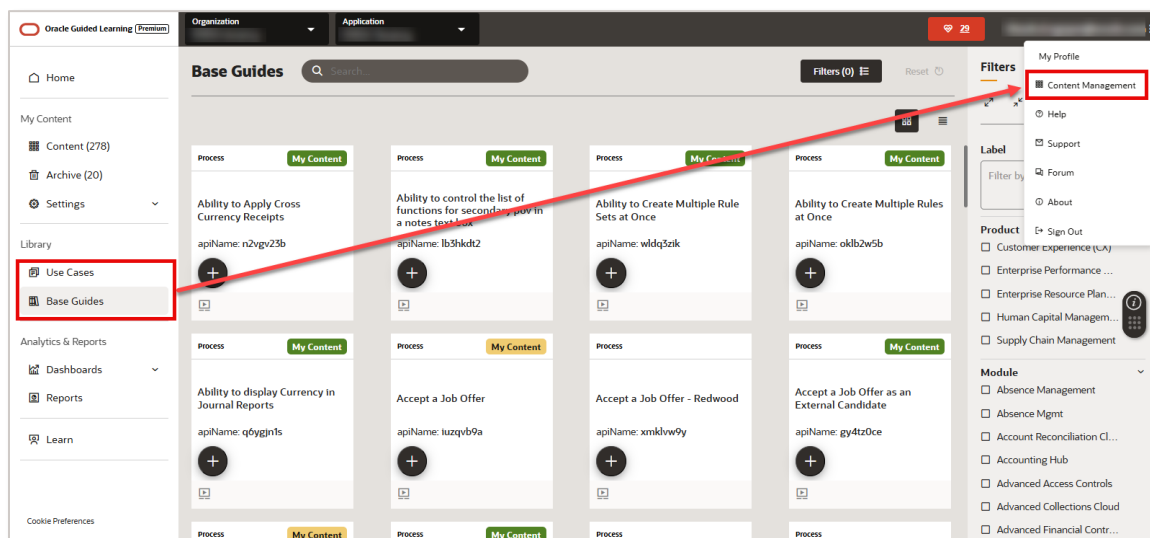 Oracle Guided Learning Premium
Organization
Application
29
Home
My Content
Content (278)
Archive (20)
Settings
Library
Use Cases
Base Guides
Analytics & Reports
Dashboards
Reports
Learn
Cookie Preferences
Base Guides
Search...
Filters (0)
Reset
Process My Content
Ability to Apply Cross
Currency Receipts
apiName: n2vgv23b
Process My Content
Ability to control the list of
functions for secondary pov in
a notes text box
apiName: lb3hkdt2
Process My Content
Ability to Create Multiple Rule
Sets at Once
apiName: wldq3zik
Process My Content
Ability to Create Multiple Rules
at Once
apiName: oklb2w5b
Process My Content
Ability to display Currency in
Journal Reports
apiName: q6ygjn1s
Process My Content
Accept a Job Offer
apiName: iuzqvb9a
Process
Accept a Job Offer - Redwood
apiName: xmklvw9y
Process My Content
Accept a Job Offer as an
External Candidate
apiName: gy4tz0ce
Process My Content
Process My Content
Process
Process
Filters
Label
Filter by
Product
Customer Experience (CX)
Enterprise Performance ...
Enterprise Resource Plan...
Human Capital Managem...
Supply Chain Management
Module
Absence Management
Absence Mgmt
Account Reconciliation Cl...
Accounting Hub
Advanced Access Controls
Advanced Collections Cloud
Advanced Financial Contr...
My Profile
Content Management
Help
Support
Forum
About
Sign Out